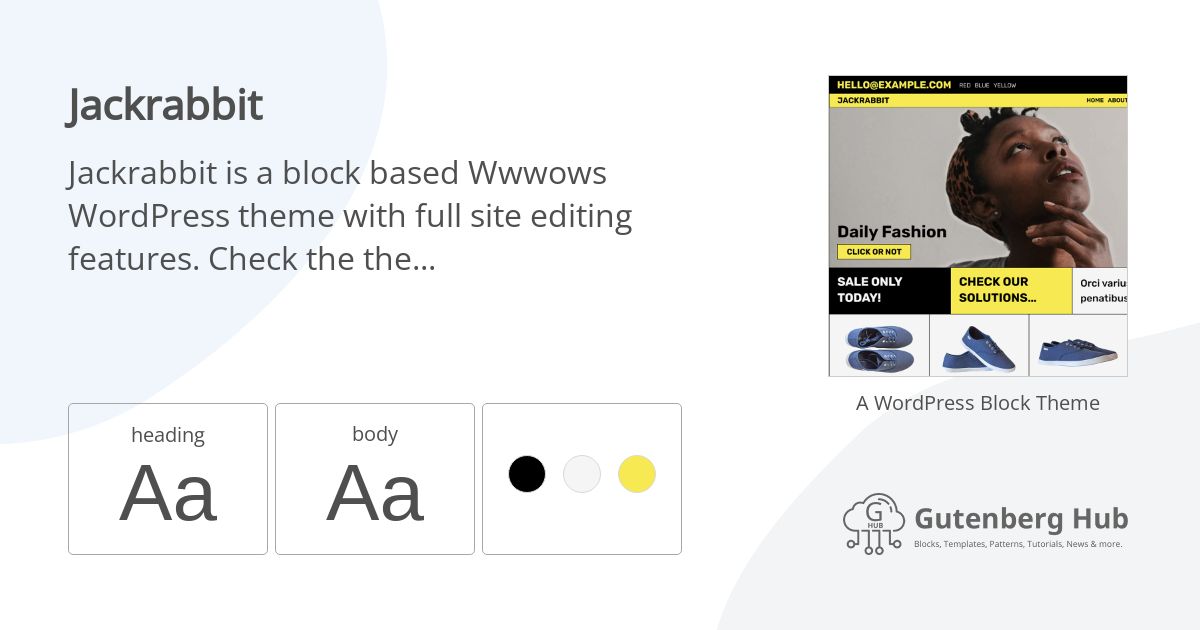 Jackrabbit
Jackrabbit is a block based Wwwows
WordPress theme with full site editing
features. Check the the...
heading
Aa
body
Aa
HELLO@EXAMPLE.COM RED BLUE YELLOW
JACKRABBIT HOME ABOUT
Daily Fashion
CLICK OR NOT
SALE ONLY
TODAY!
CHECK OUR
SOLUTIONS...
Orci variu
penatibus
A WordPress Block Theme
G
HUB
Gutenberg Hub
Blocks, Templates, Patterns, Tutorials, News & more.